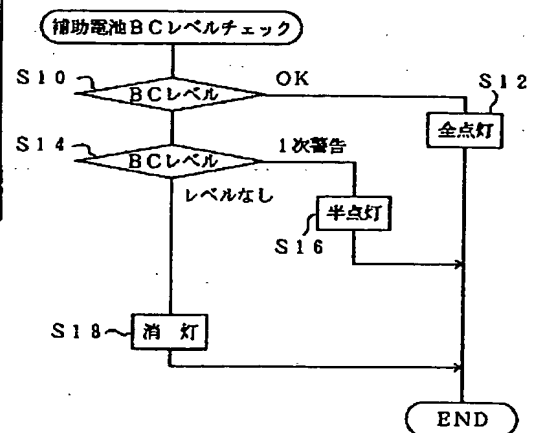 補助電池BCレベルチェック
S10
BCレベル
OK
S12
全点灯
S14
BCレベル
1次警告
レベルなし
半点灯
S16
S18
消 灯
END